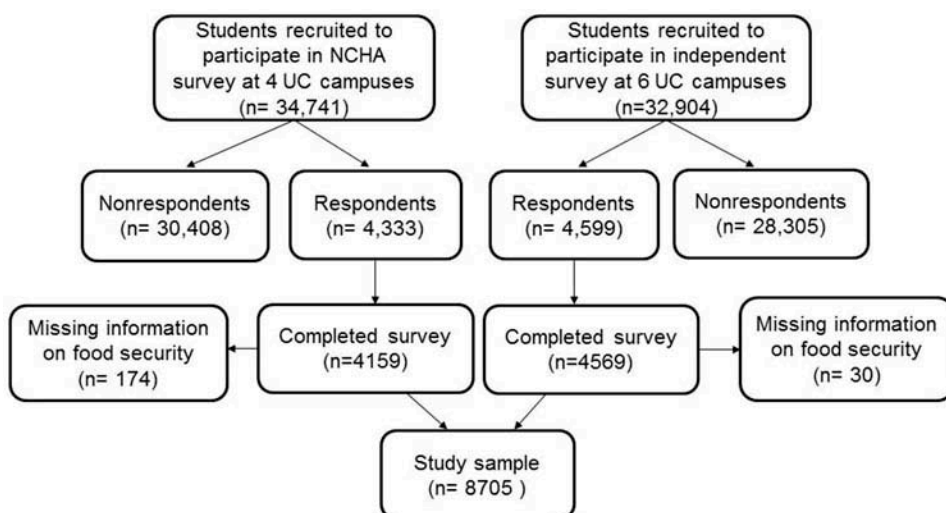 Students recruited to
participate in NCHA
survey at 4 UC campuses
(n= 34,741)
Students recruited to
participate in independent
survey at 6 UC campuses
(n=32,904)
Nonrespondents
(n= 30,408)
Respondents
(n= 4,333)
Respondents
(n= 4,599)
Nonrespondents
(n= 28,305)
Missing information
on food security
(n= 174)
Completed survey
(n=4159)
Completed survey
(n=4569)
Missing information
on food security
(n= 30)
Study sample
(n= 8705 )